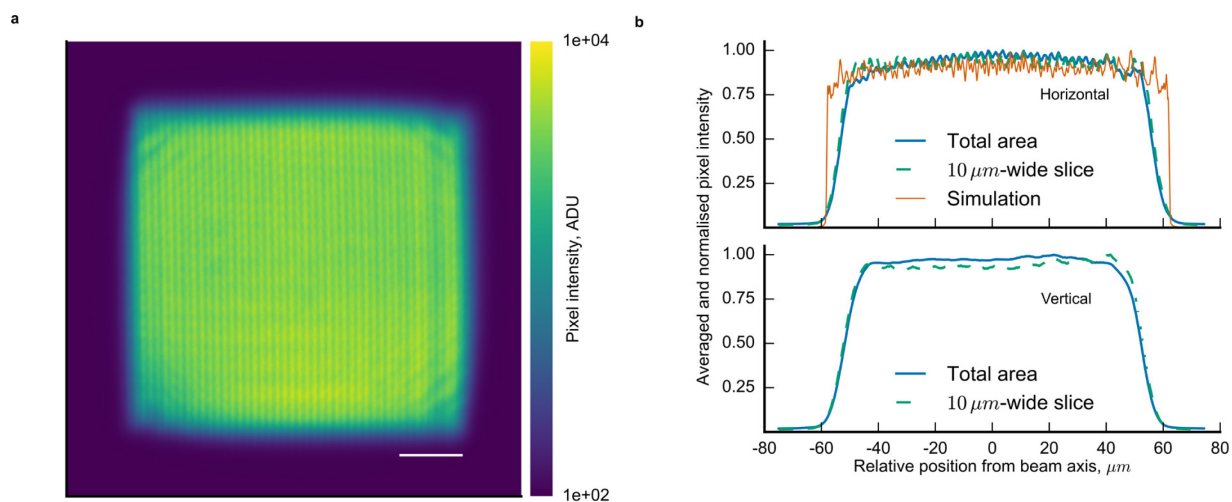 a
1e+04
Pixel intensity, ADU
1e+02
b
Averaged and normalised pixel intensity
1.00
0.75
0.50
0.25
Horizontal
Total area
10 μm-wide slice
Simulation
1.00
0.75
0.50
0.25
Vertical
Total area
10 μm-wide slice
-80 -60 -40 -20 0 20 40 60 80
Relative position from beam axis, μm